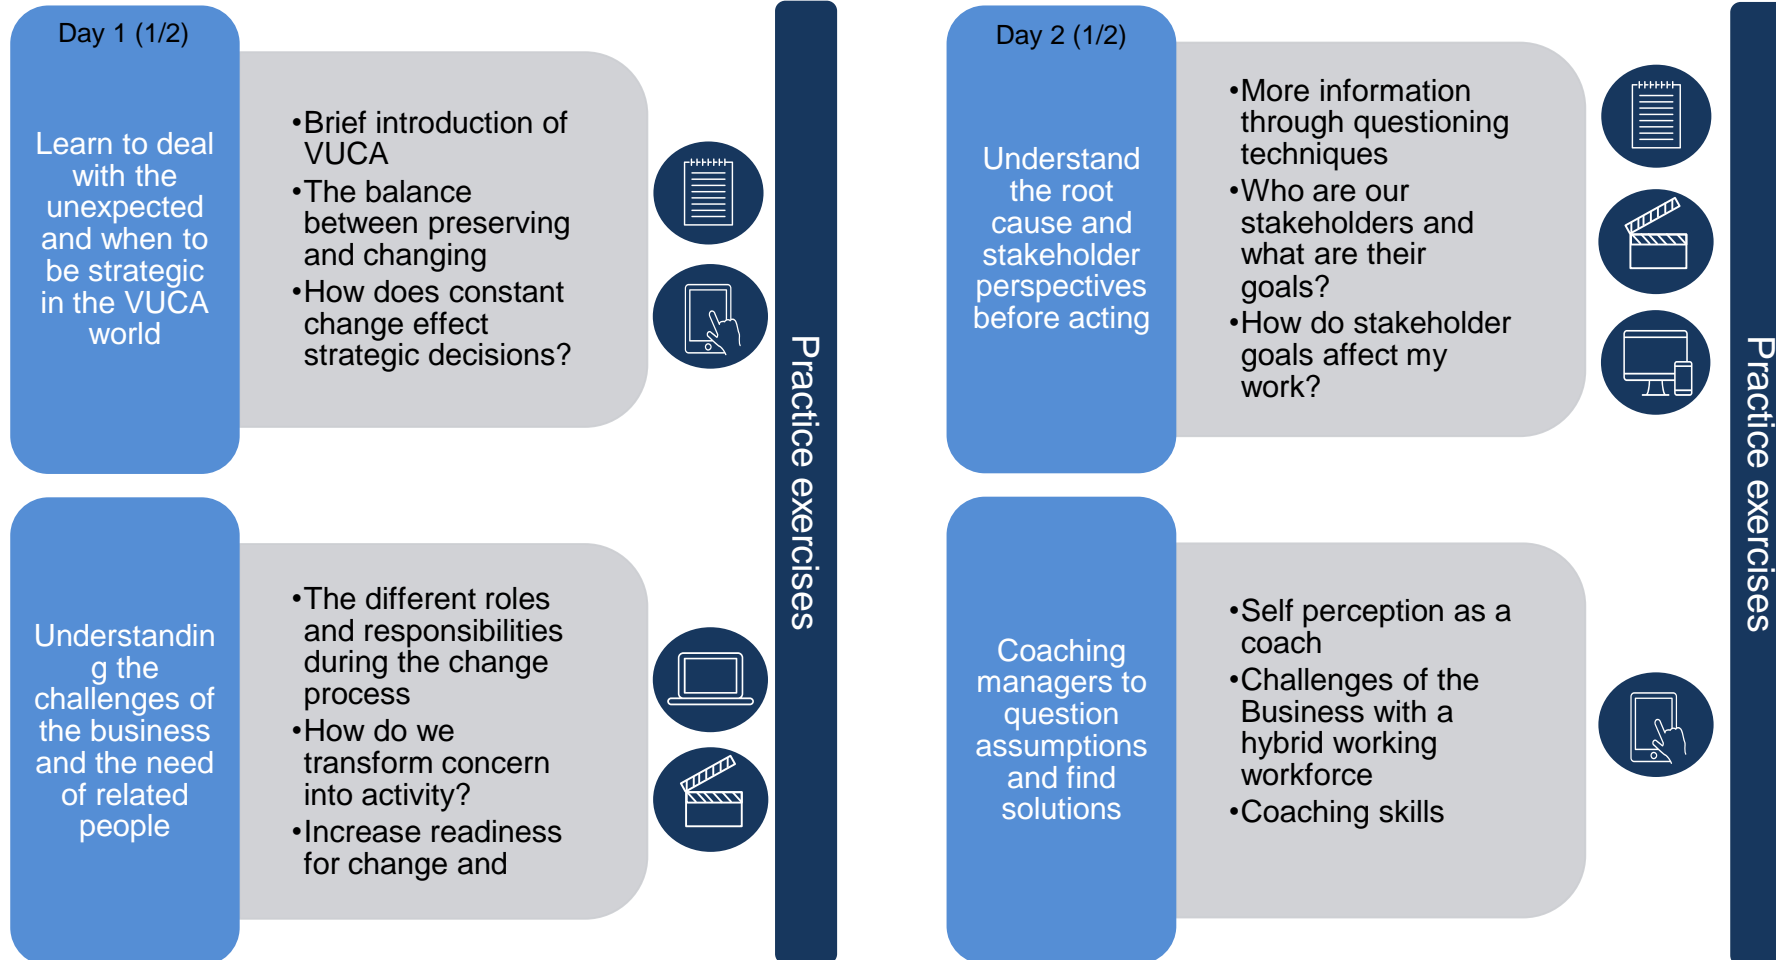 Day 1 (1/2)
Learn to deal
with the
unexpected
and when to
be strategic
in the VUCA
world
•Brief introduction of
VUCA
•The balance
between preserving
and changing
•How does constant
change effect
strategic decisions?
Understandin
g the
challenges of
the business
and the need
of related
people
•The different roles
and responsibilities
during the change
process
•How do we
transform concern
into activity?
•Increase readiness
for change and
Practice exercises
Day 2 (1/2)
Understand
the root
cause and
stakeholder
perspectives
before acting
•More information
through questioning
techniques
•Who are our
stakeholders and
what are their
goals?
•How do stakeholder
goals affect my
work?
Coaching
managers to
question
assumptions
and find
solutions
•Self perception as a
coach
•Challenges of the
Business with a
hybrid working
workforce
•Coaching skills
Practice exercises